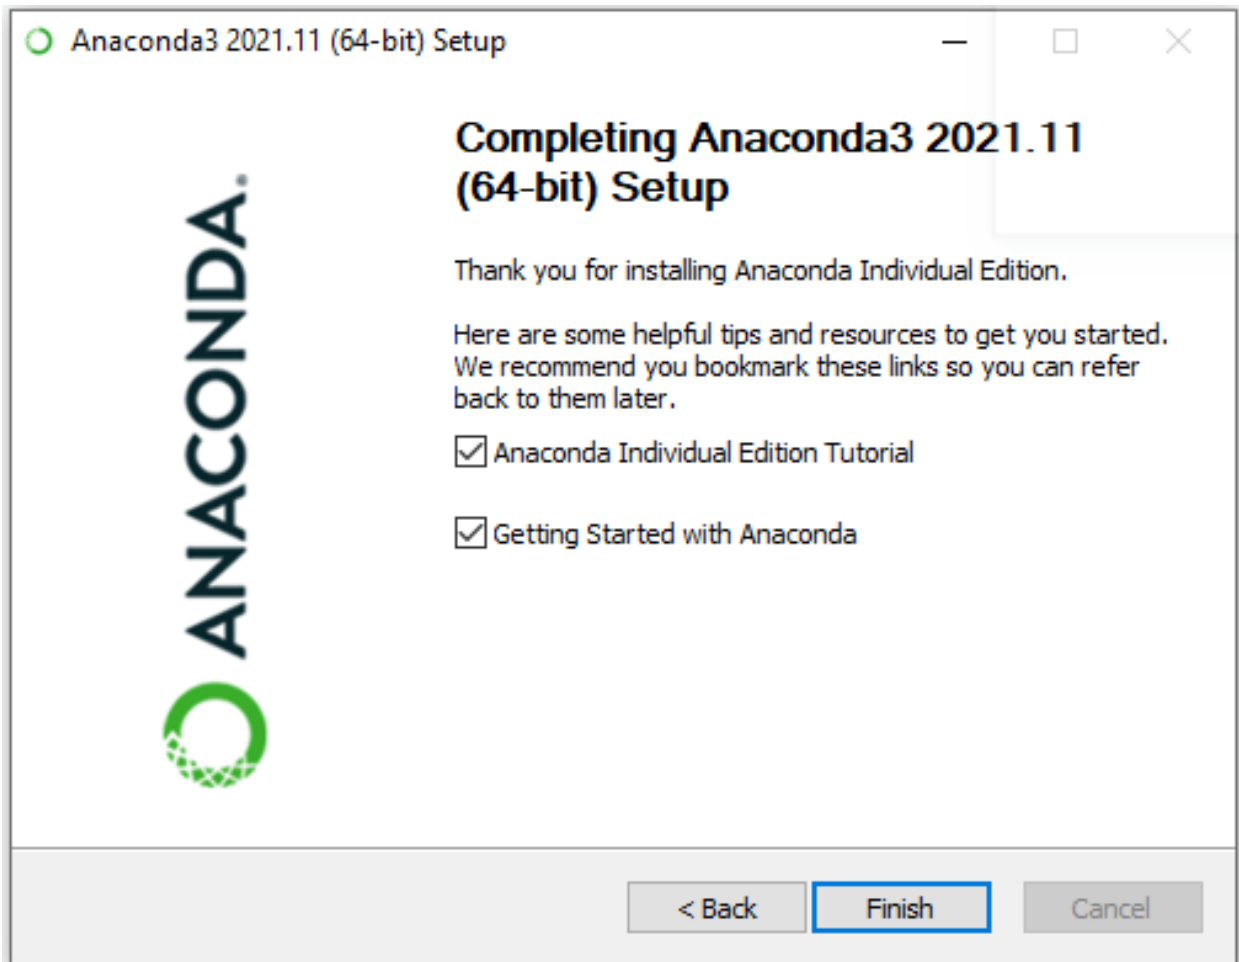 Anaconda3 2021.11 (64-bit) Setup
ANACONDA.
Completing Anaconda3 2021.11
(64-bit) Setup
Thank you for installing Anaconda Individual Edition.
Here are some helpful tips and resources to get you started.
We recommend you bookmark these links so you can refer
back to them later.
Anaconda Individual Edition Tutorial
Getting Started with Anaconda
< Back
Finish
Cancel